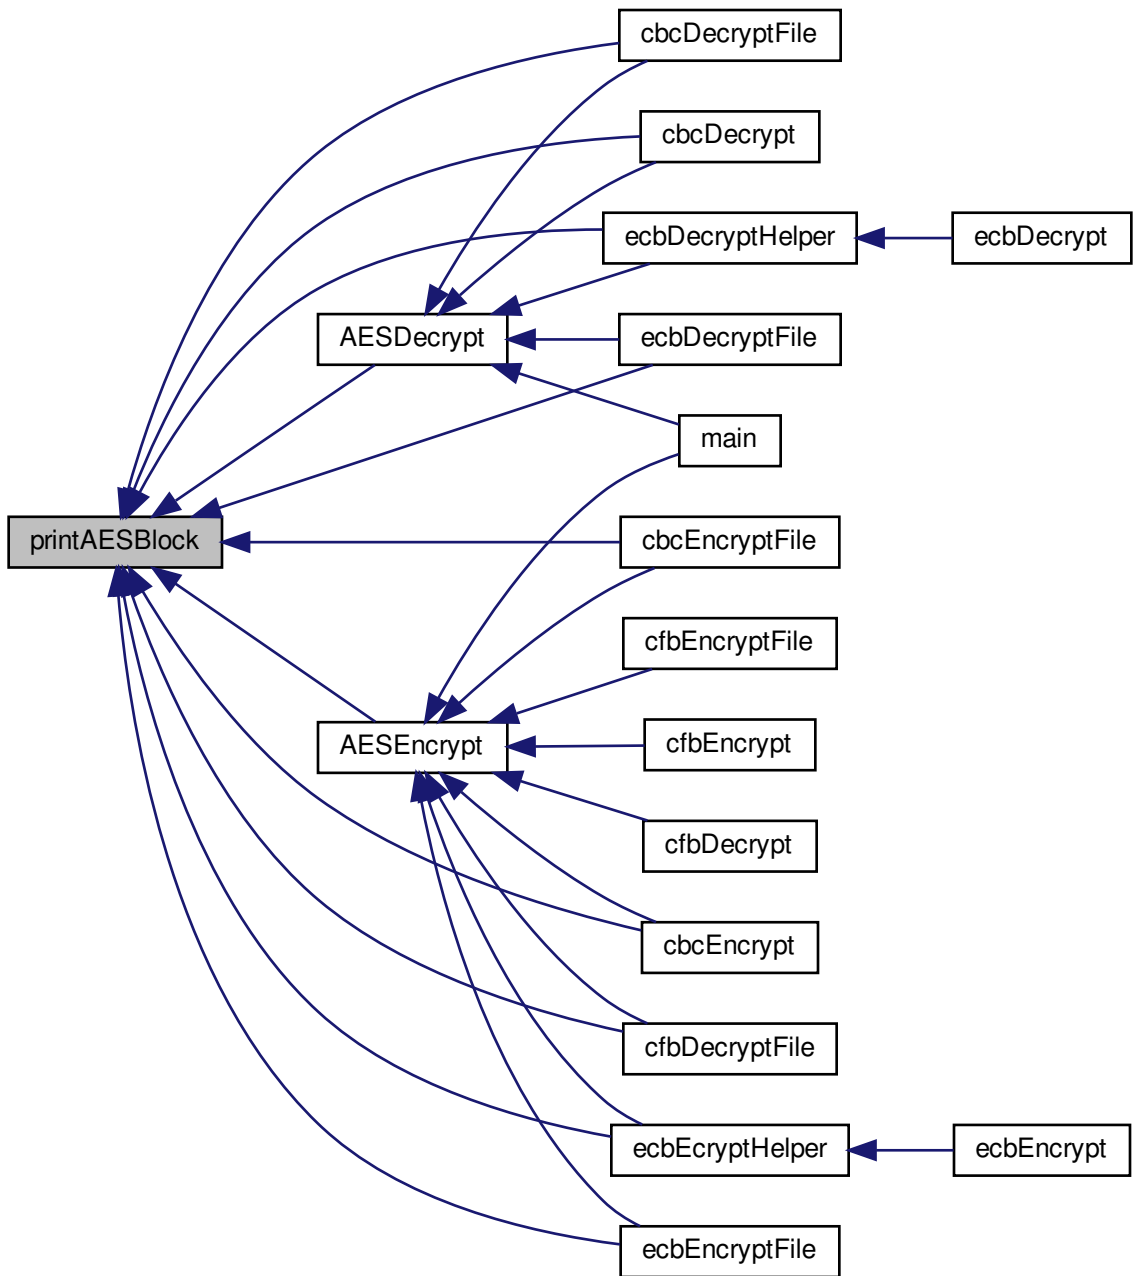 cbcDecryptFile
cbcDecrypt
ecbDecryptHelper
ecbDecrypt
AESDecrypt
ecbDecryptFile
main
printAESBlock
cbcEncryptFile
cfbEncryptFile
AESEncrypt
cfbEncrypt
cfbDecrypt
cbcEncrypt
cfbDecryptFile
ecbEcryptHelper
ecbEncrypt
ecbEncryptFile